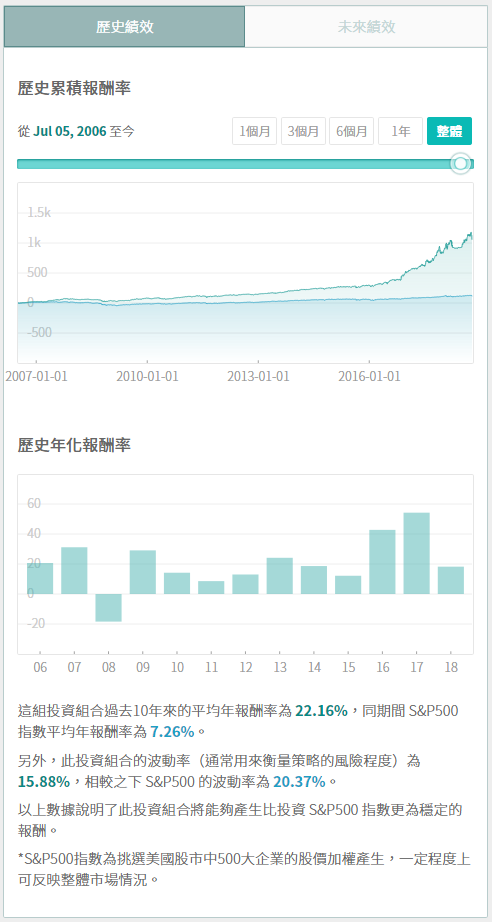 歷史績效
未來績效
歷史累積報酬率
從 Jul 05, 2006 至今
1個月
3個月
6個月
1年
整體
1.5k
1k
500
0
-500
2007-01-01
2010-01-01
2013-01-01
2016-01-01
歷史年化報酬率
60
40
20
0
-20
06
07
08
09
10
11
12
13
14
15
16
17
18
這組投資組合過去10年來的平均年報酬率為 22.16%，同期間 S&P500
指數平均年報酬率為 7.26%。
另外，此投資組合的波動率（通常用來衡量策略的風險程度）為
15.88%，相較之下 S&P500 的波動率為 20.37%。
以上數據說明了此投資組合將能夠產生比投資 S&P500 指數更為穩定的
報酬。
*S&P500指數為挑選美國股市中500大企業的股價加權產生，一定程度上
可反映整體市場情況。